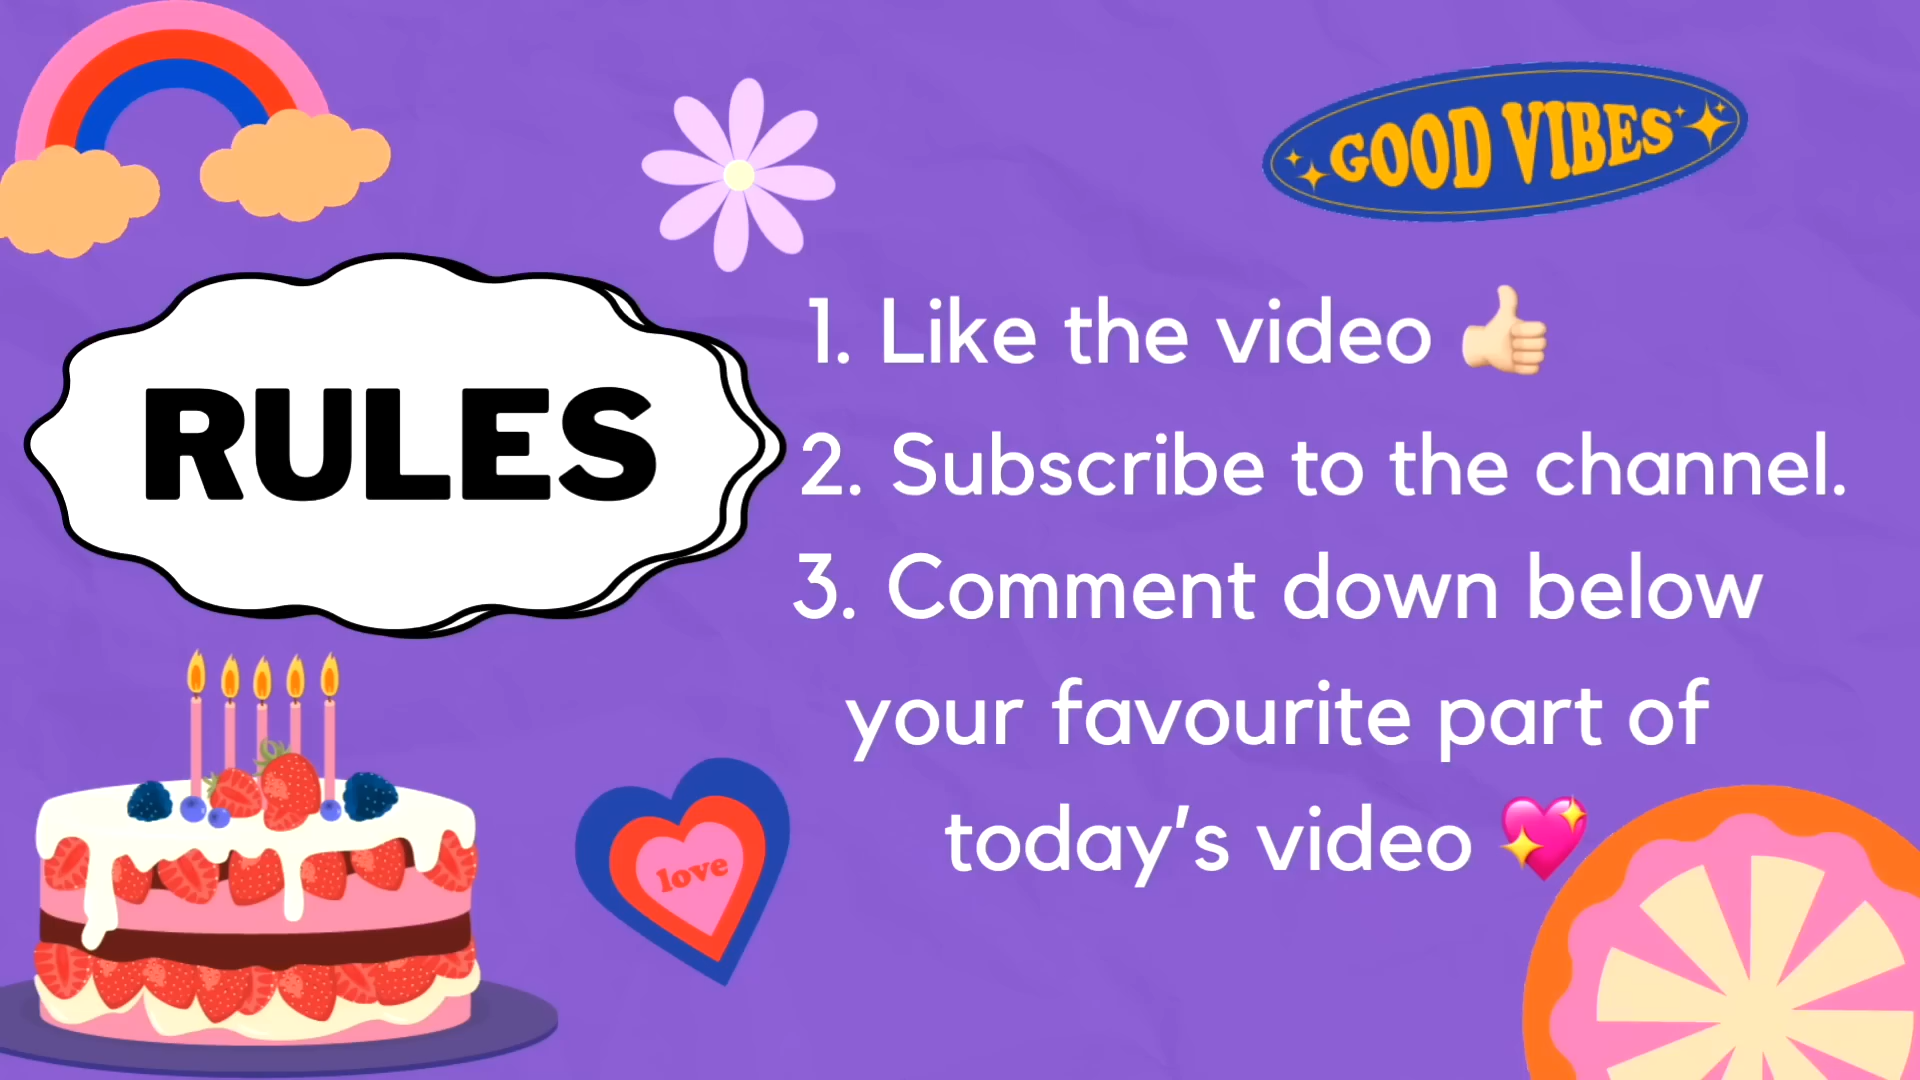 GOOD VIBES
RULES
1. Like the video 👍🏻
2. Subscribe to the channel.
3. Comment down below
your favourite part of
today's video 💖
love